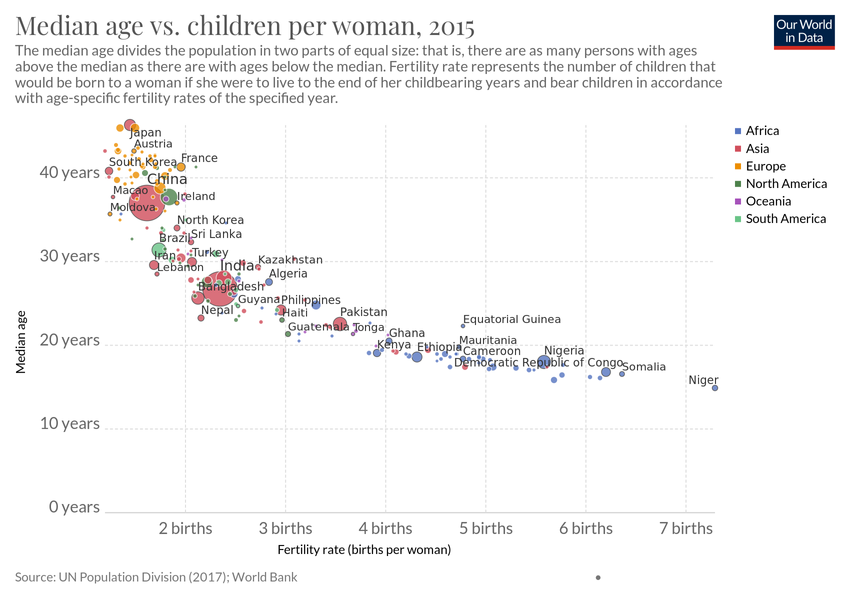 Median age vs. children per woman, 2015
Our World
in Data
The median age divides the population in two parts of equal size: that is, there are as many persons with ages
above the median as there are with ages below the median. Fertility rate represents the number of children that
would be born to a woman if she were to live to the end of her childbearing years and bear children in accordance
with age-specific fertility rates of the specified year.
Japan
Austria
South Korea
France
40 years
China
Macao
Ireland
Moldova
North Korea
Brazil
Sri Lanka
Iran
Turkey
30 years
Lebanon
India
Kazakhstan
Algeria
Bangladesh
Guyana
Philippines
Nepal
Haiti
Pakistan
Guatemala
Tonga
Equatorial Guinea
20 years
Ghana
Kenya
Ethiopia
Mauritania
Cameroon
Nigeria
Democratic Republic of Congo
Somalia
Niger
10 years
0 years
Median age
2 births
3 births
4 births
5 births
6 births
7 births
Fertility rate (births per woman)
Africa
Asia
Europe
North America
Oceania
South America
Source: UN Population Division (2017); World Bank